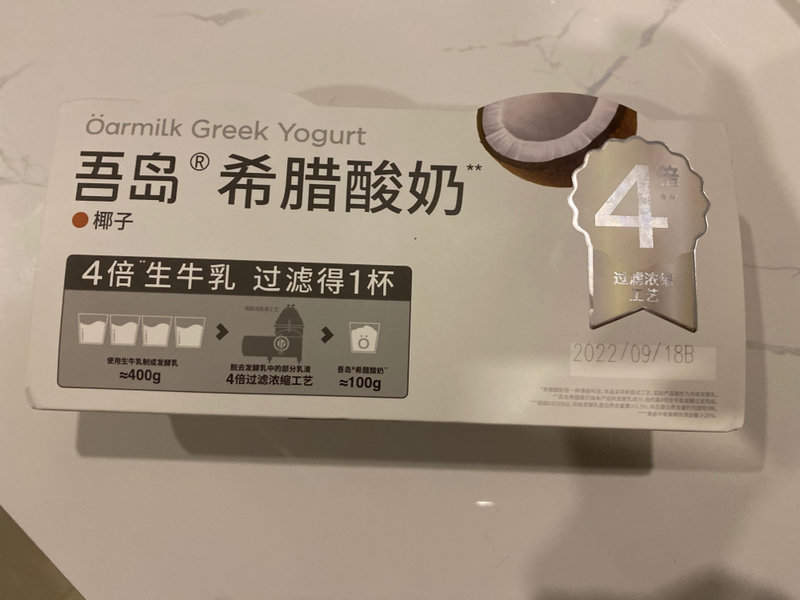 Öarmilk Greek Yogurt
吾岛®希腊酸奶**
椰子
4倍**生牛乳 过滤得1杯
使用生牛乳制成发酵乳
≈400g
脱去发酵乳中的部分乳清
4倍过滤浓缩工艺
吾岛®希腊酸奶**
≈100g
4倍
过滤浓缩
工艺
2022/09/18B